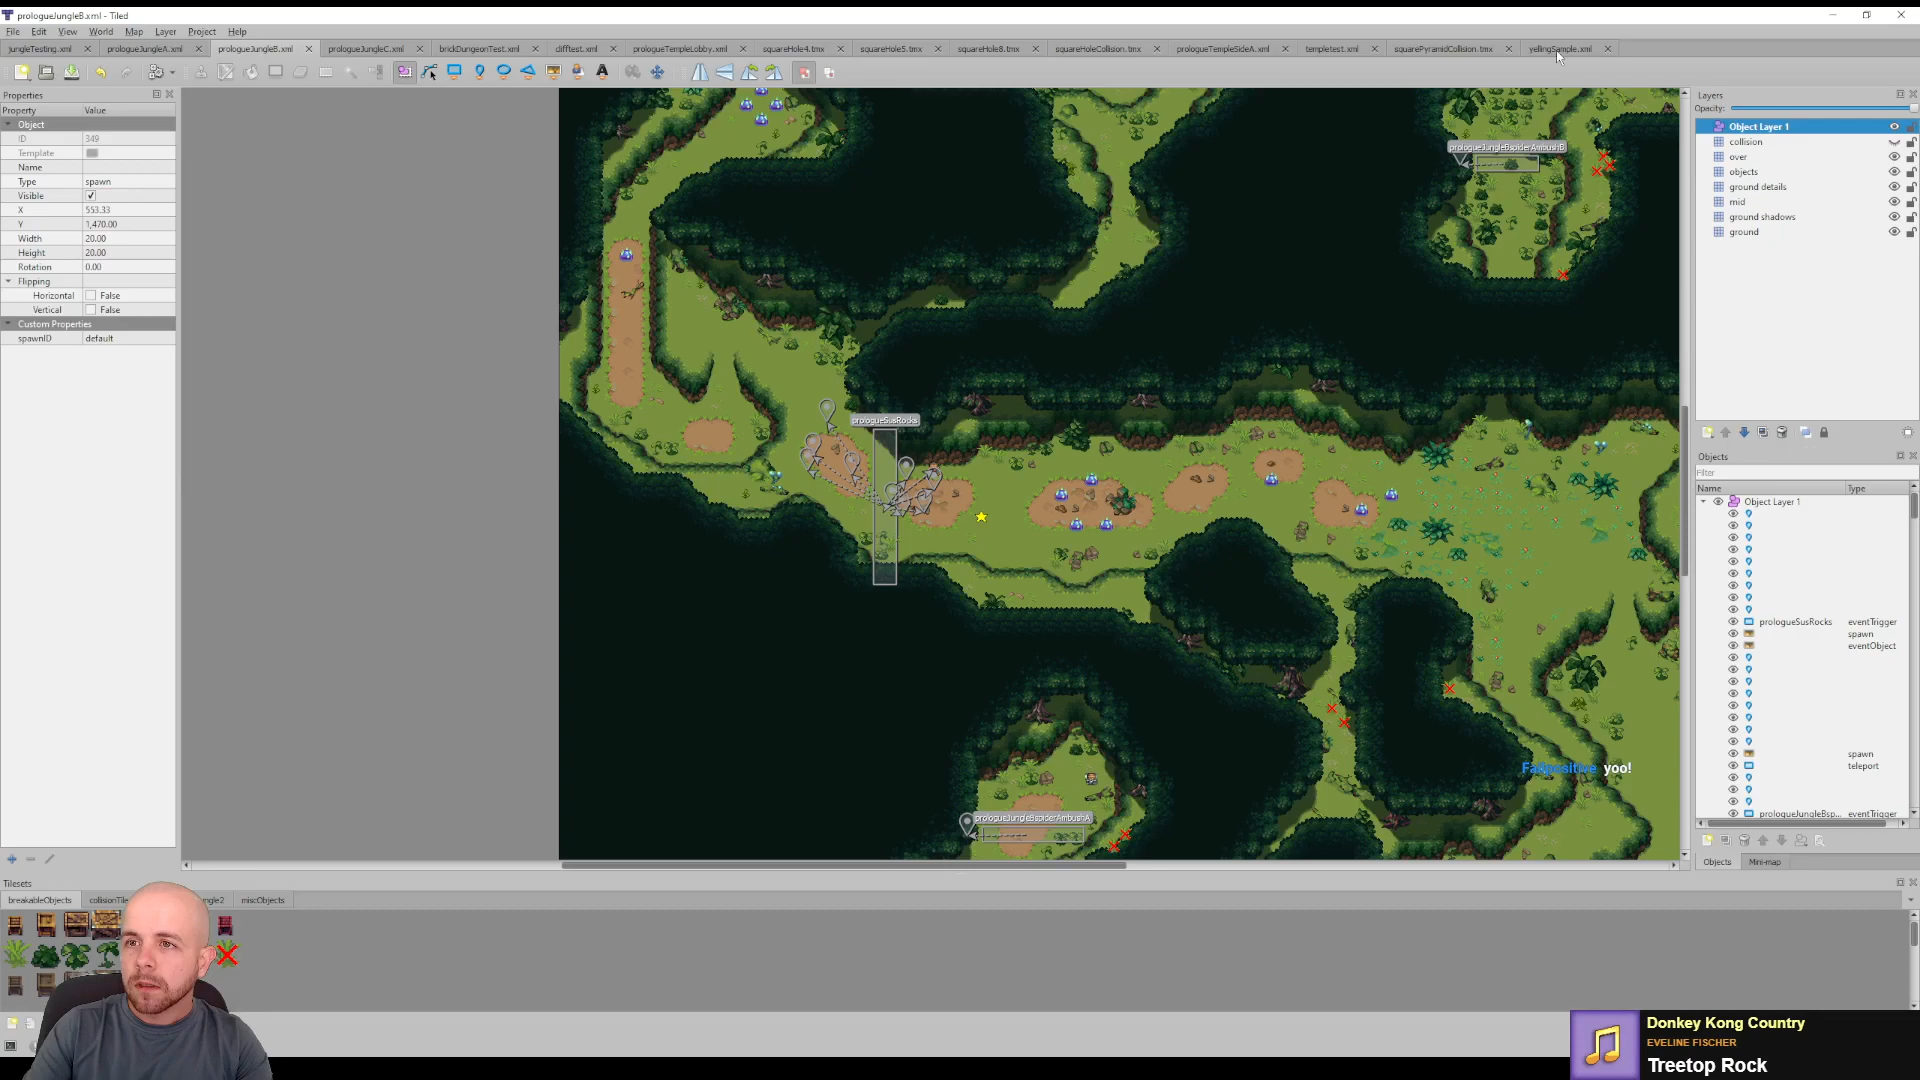 prologueJungleB.xml - Tiled
File Edit View World Map Layer Project Help
jungleTesting.xml prologueJungleA.xml prologueJungleB.xml prologueJungleC.xml brickDungeonTest.xml difftest.xml prologueTempleLobby.xml squareHole4.tmx squareHole5.tmx squareHole8.tmx squareHoleCollision.tmx prologueTempleSideA.xml templetest.xml squarePyramidCollision.tmx yellingSample.xml
Properties
Property Value
Object
ID 349
Template
Name
Type spawn
Visible
X 553.33
Y 1,470.00
Width 20.00
Height 20.00
Rotation 0.00
Flipping
Horizontal False
Vertical False
Custom Properties
spawnID default
prologueJungleBspiderAmbushB
prologueSusRocks
prologueJungleBspiderAmbushA
Failpositive yoo!
Layers
Opacity:
Object Layer 1
collision
over
objects
ground details
mid
ground shadows
ground
Objects
Filter
Name Type
Object Layer 1
prologueSusRocks eventTrigger
spawn
eventObject
spawn
teleport
prologueJungleBsp... eventTrigger
Objects Mini-map
Tilesets
breakableObjects miscObjects
Donkey Kong Country
EVELINE FISCHER
Treetop Rock